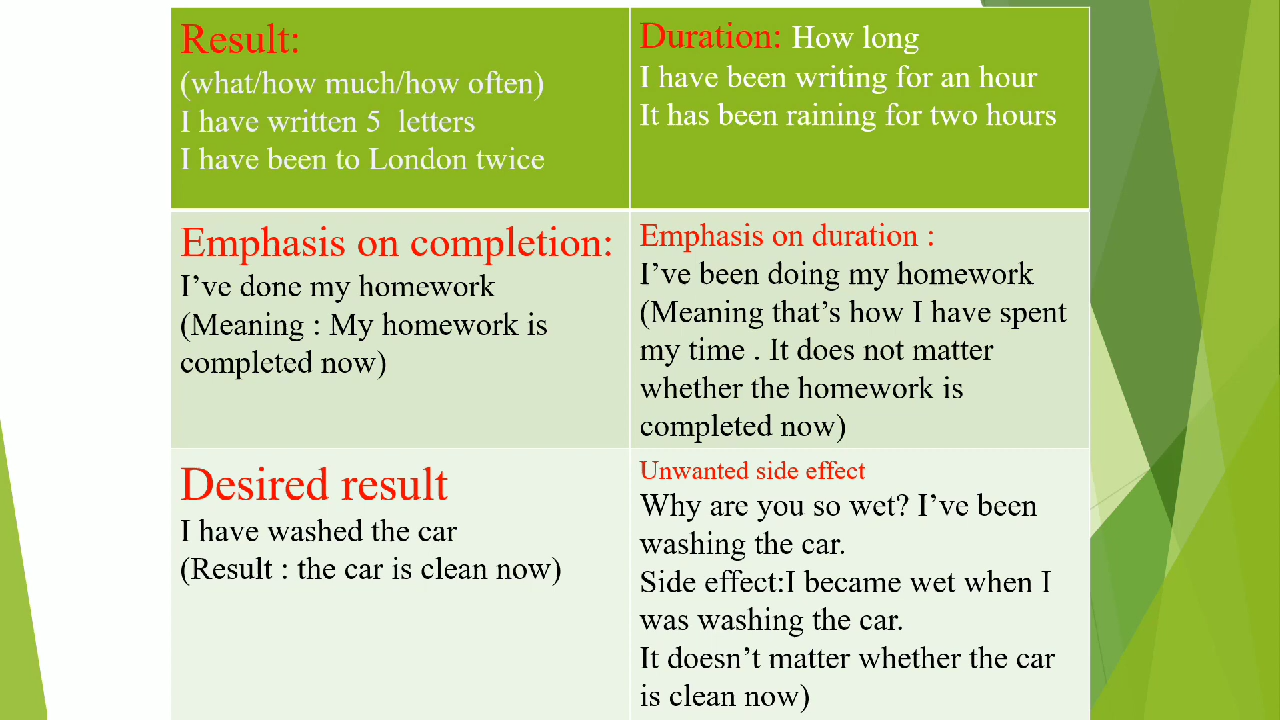 Result:
(what/how much/how often)
I have written 5 letters
I have been to London twice
Duration: How long
I have been writing for an hour
It has been raining for two hours
Emphasis on completion:
I’ve done my homework
(Meaning : My homework is
completed now)
Emphasis on duration :
I’ve been doing my homework
(Meaning that’s how I have spent
my time . It does not matter
whether the homework is
completed now)
Desired result
I have washed the car
(Result : the car is clean now)
Unwanted side effect
Why are you so wet? I’ve been
washing the car.
Side effect:I became wet when I
was washing the car.
It doesn’t matter whether the car
is clean now)